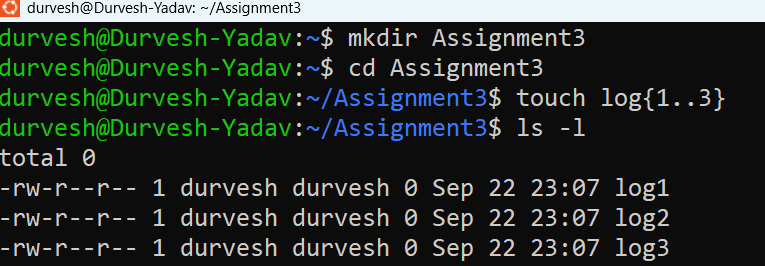 durvesh@Durvesh-Yadav: ~/Assignment3
durvesh@Durvesh-Yadav:~$ mkdir Assignment3
durvesh@Durvesh-Yadav:~$ cd Assignment3
durvesh@Durvesh-Yadav:~/Assignment3$ touch log{1..3}
durvesh@Durvesh-Yadav:~/Assignment3$ ls -l
total 0
-rw-r--r-- 1 durvesh durvesh 0 Sep 22 23:07 log1
-rw-r--r-- 1 durvesh durvesh 0 Sep 22 23:07 log2
-rw-r--r-- 1 durvesh durvesh 0 Sep 22 23:07 log3